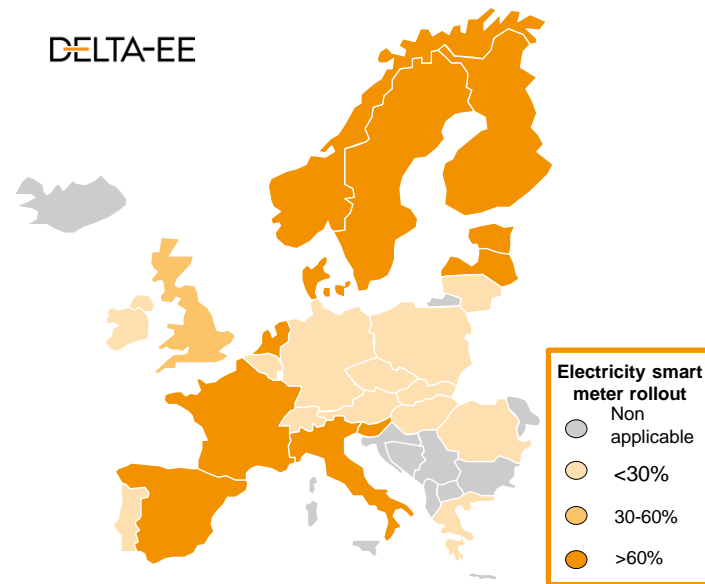 DELTA-EE
Electricity smart
meter rollout
Non
applicable
<30%
30-60%
>60%